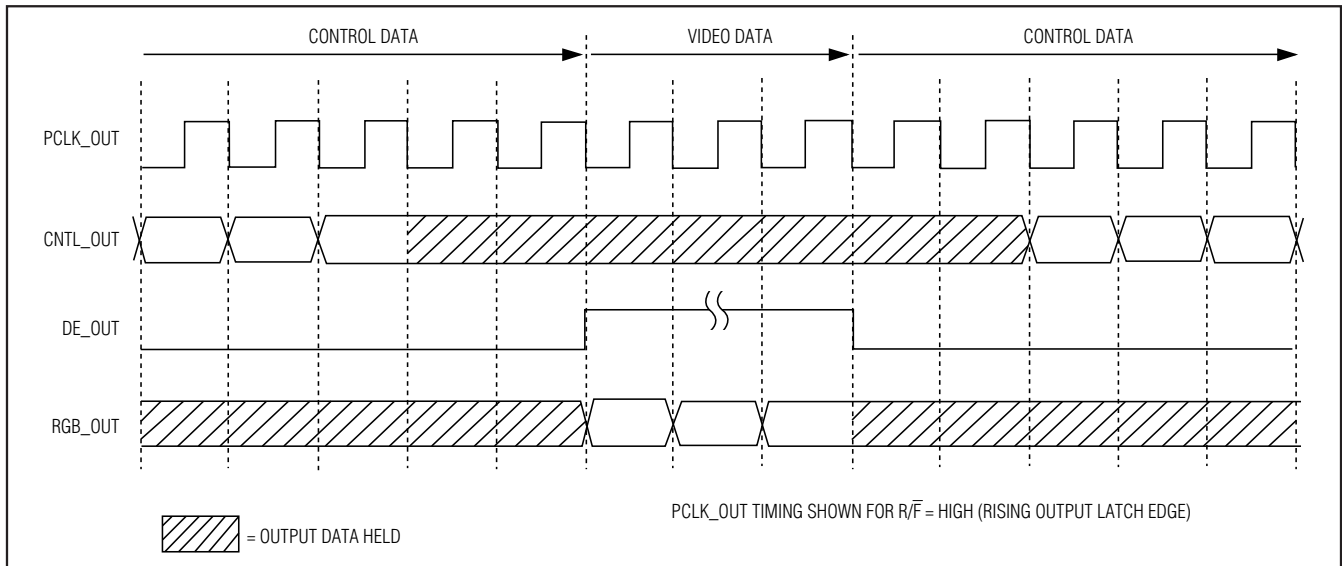 CONTROL DATA VIDEO DATA CONTROL DATA
PCLK_OUT
CNTL_OUT
DE_OUT
RGB_OUT
PCLK_OUT TIMING SHOWN FOR R/F̅ = HIGH (RISING OUTPUT LATCH EDGE)
= OUTPUT DATA HELD